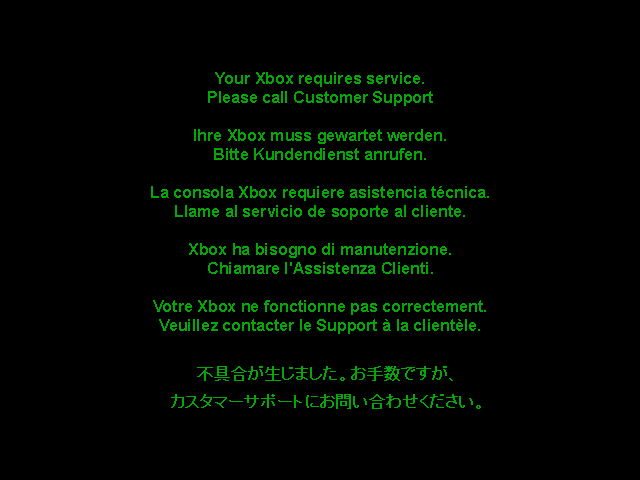 Your Xbox requires service.
Please call Customer Support
Ihre Xbox muss gewartet werden.
Bitte Kundendienst anrufen.
La consola Xbox requiere asistencia técnica.
Llame al servicio de soporte al cliente.
Xbox ha bisogno di manutenzione.
Chiamare l'Assistenza Clienti.
Votre Xbox ne fonctionne pas correctement.
Veuillez contacter le Support à la clientèle.
不具合が生じました。お手数ですが、
カスタマーサポートにお問い合わせください。